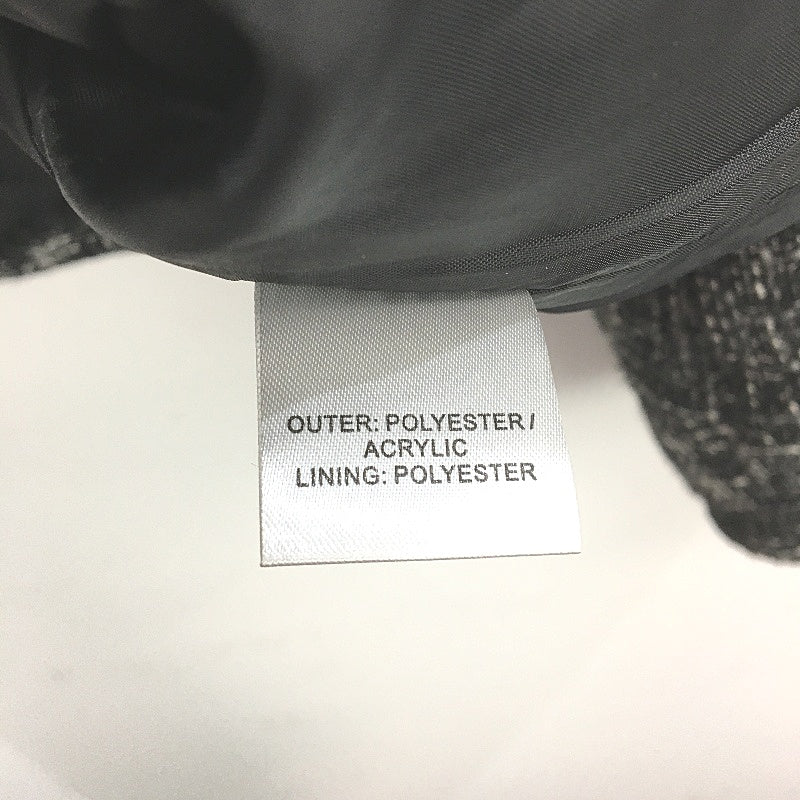 OUTER: POLYESTER /
ACRYLIC
LINING: POLYESTER